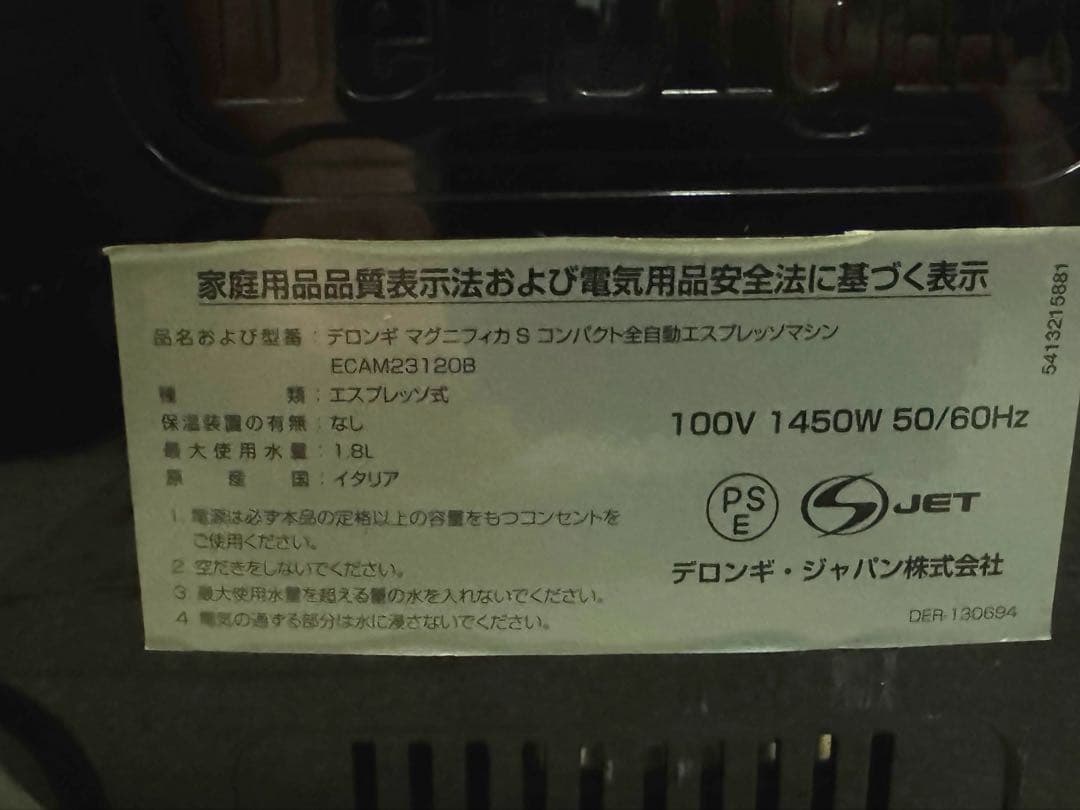 家庭用品品質表示法および電気用品安全法に基づく表示
品名および型番：デロンギ マグニフィカ S コンパクト全自動エスプレッソマシン
ECAM23120B
種類：エスプレッソ式
保温装置の有無：なし
最大使用水量：1.8L
原産国：イタリア
1. 電源は必ず本品の定格以上の容量をもつコンセントを
ご使用ください。
2. 空だきをしないでください。
3. 最大使用水量を超える量の水を入れないでください。
4. 電気の通ずる部分は水に浸さないでください。
100V 1450W 50/60Hz
PS
E
JET
デロンギ・ジャパン株式会社
DER-130694
5413215881